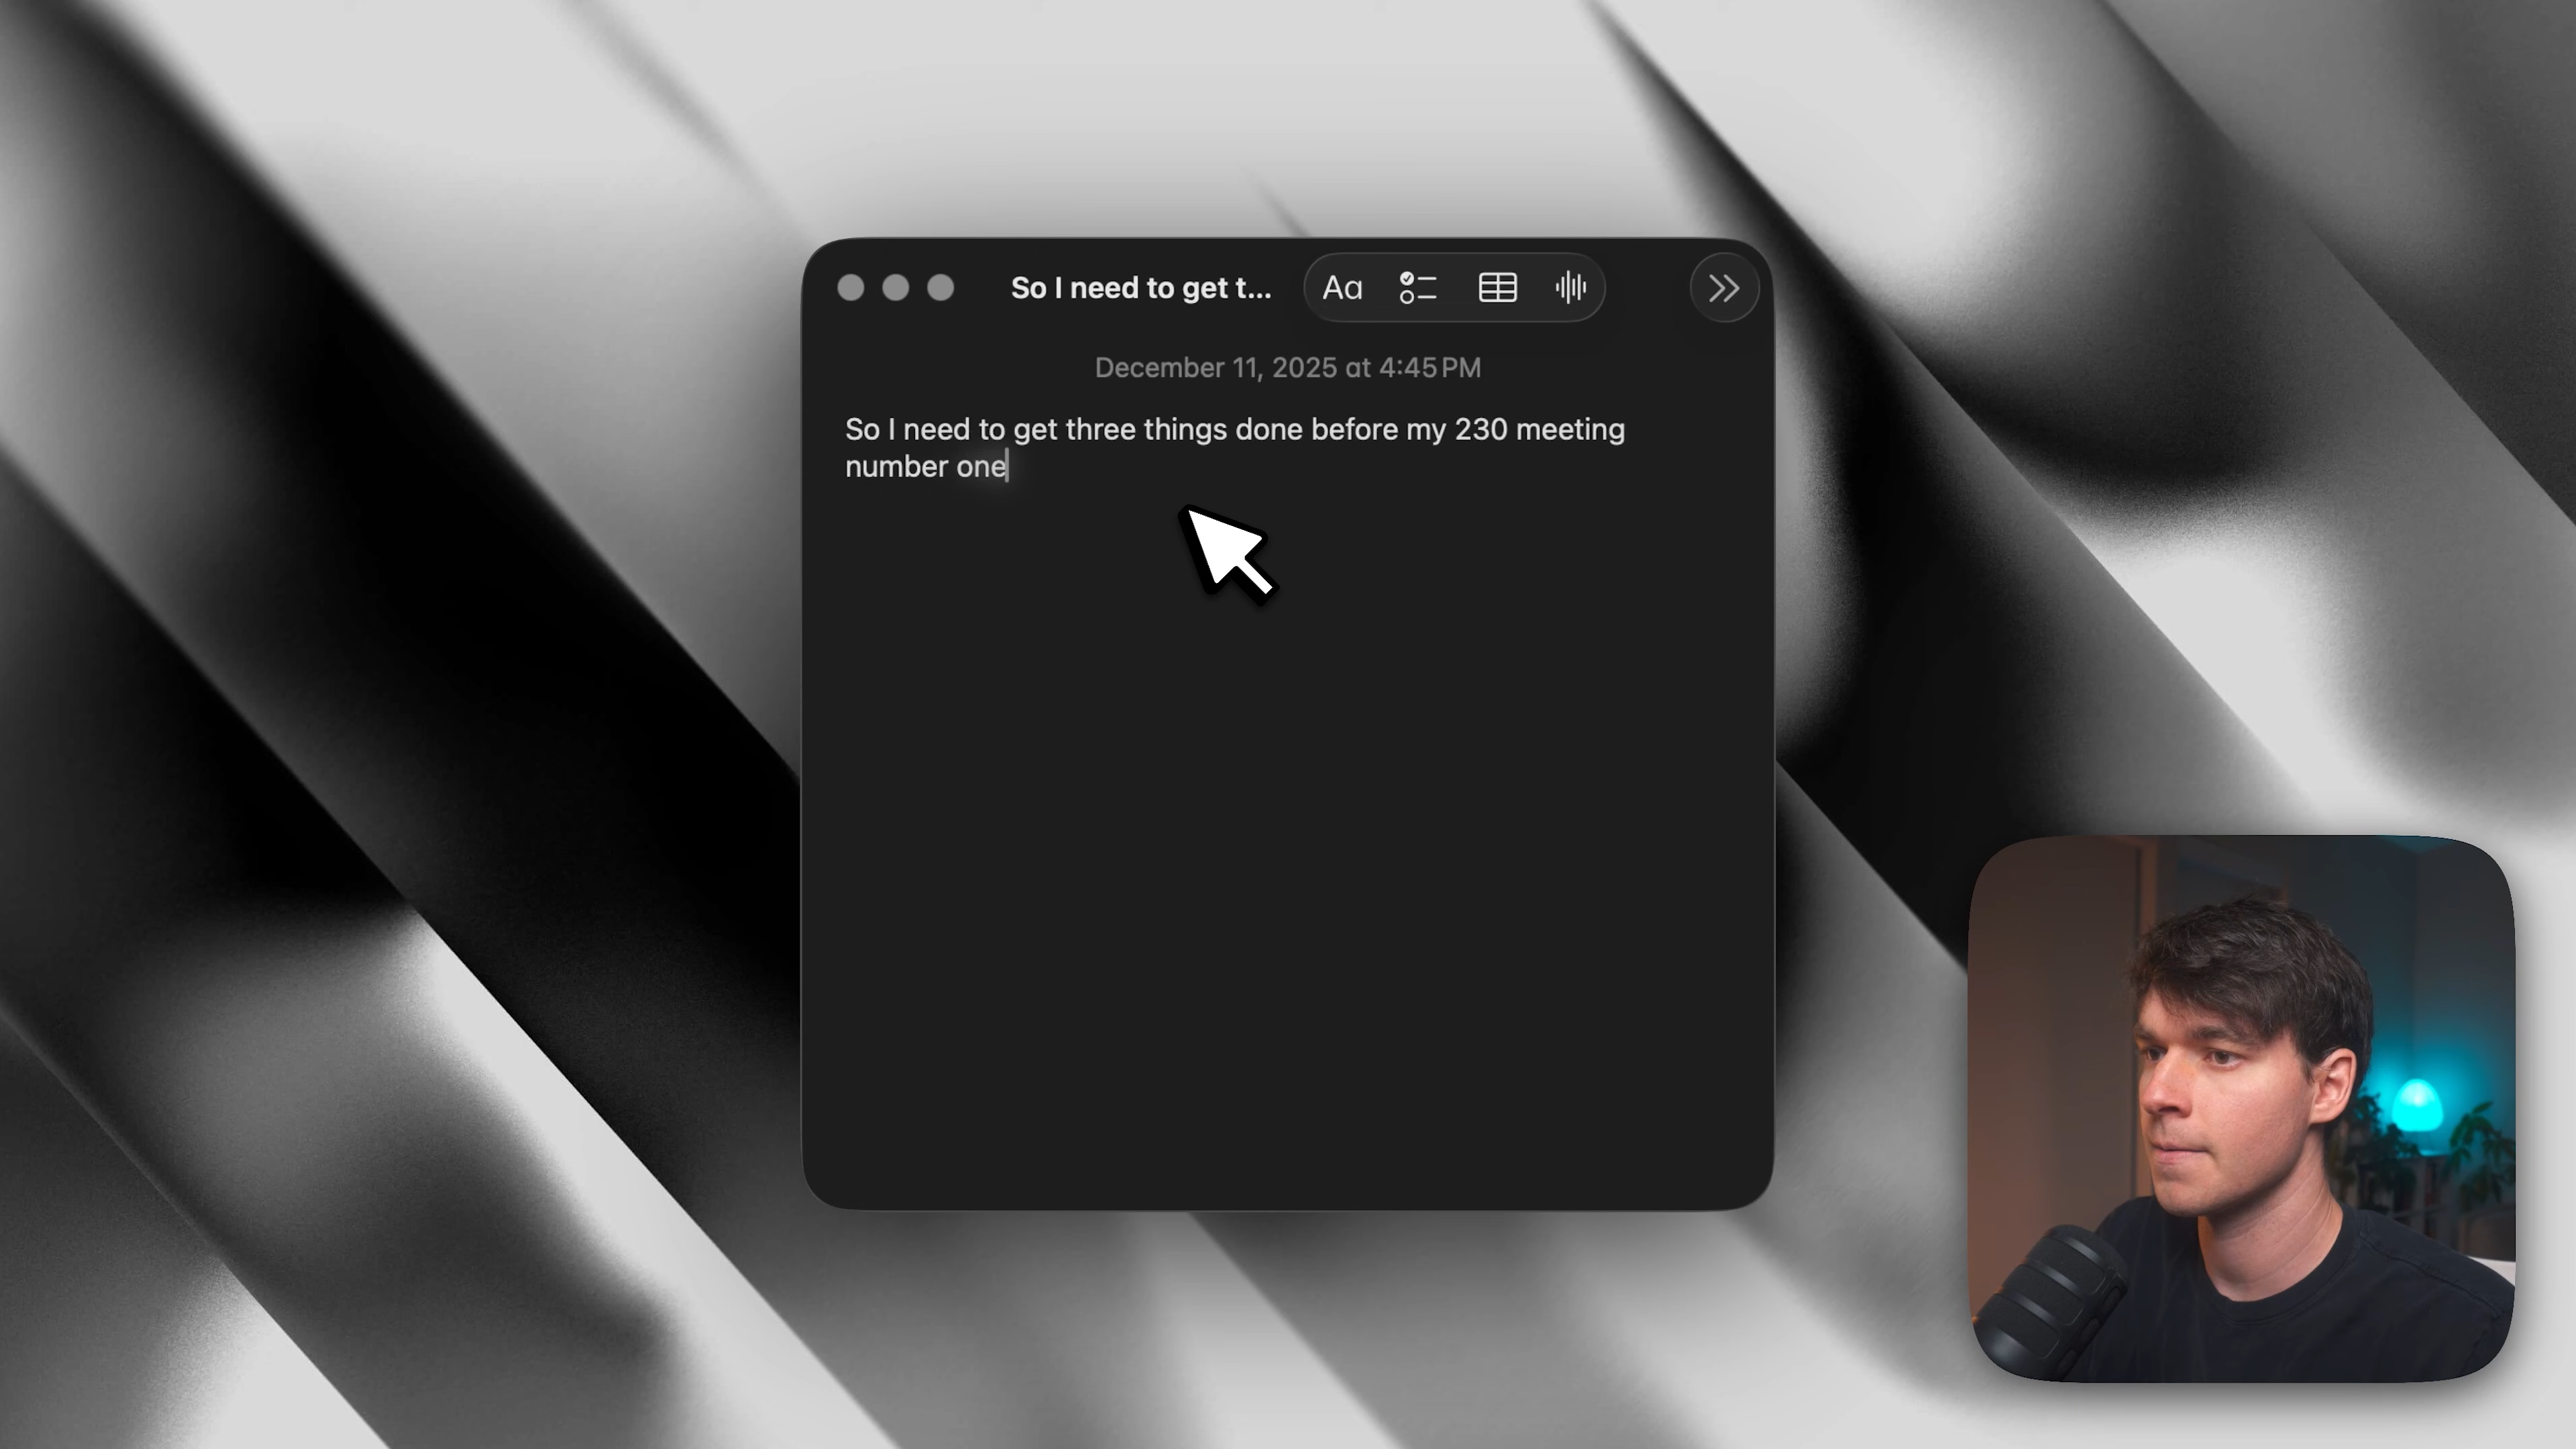 So I need to get t...
Aa
December 11, 2025 at 4:45 PM
So I need to get three things done before my 230 meeting
number one